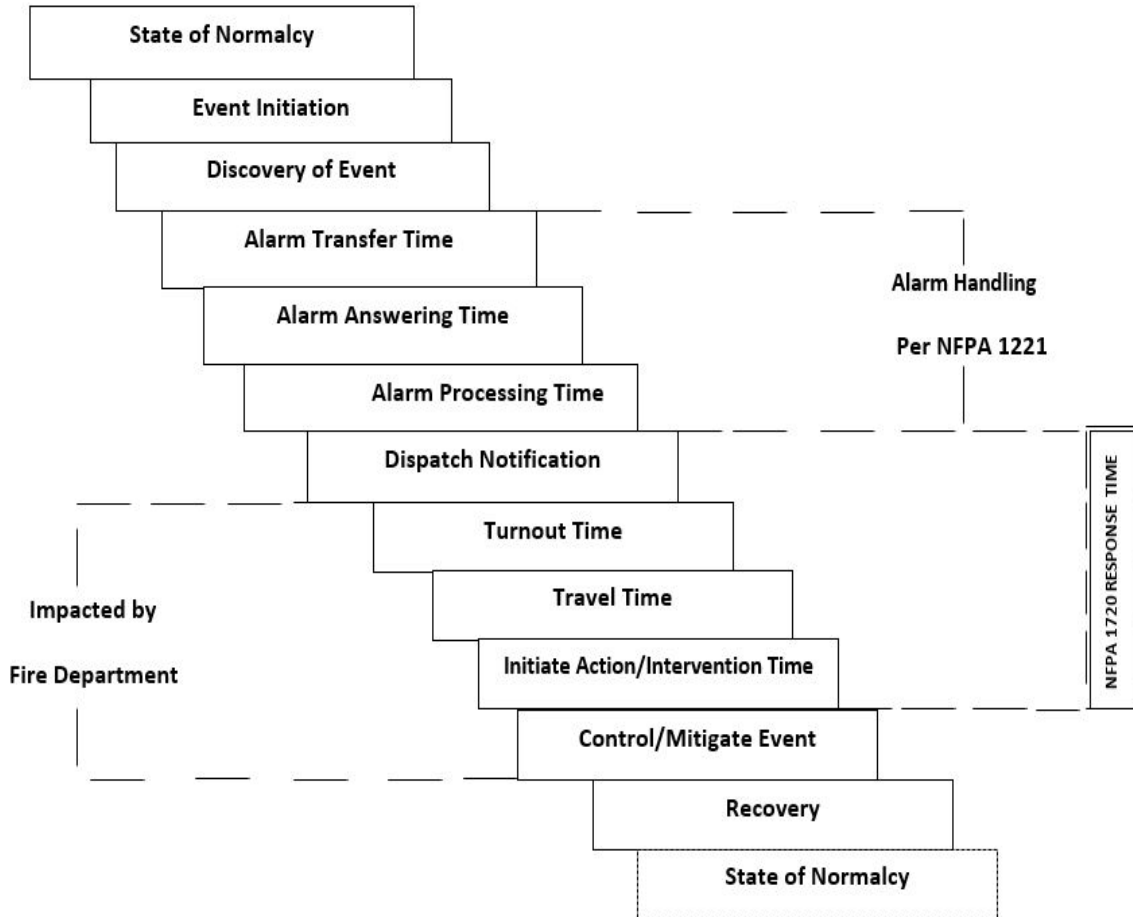 State of Normalcy
Event Initiation
Discovery of Event
Alarm Transfer Time
Alarm Handling
Alarm Answering Time
Per NFPA 1221
Alarm Processing Time
Dispatch Notification
NFPA 1720 RESPONSE TIME
Turnout Time
Travel Time
Impacted by
Initiate Action/Intervention Time
Fire Department
Control/Mitigate Event
Recovery
State of Normalcy